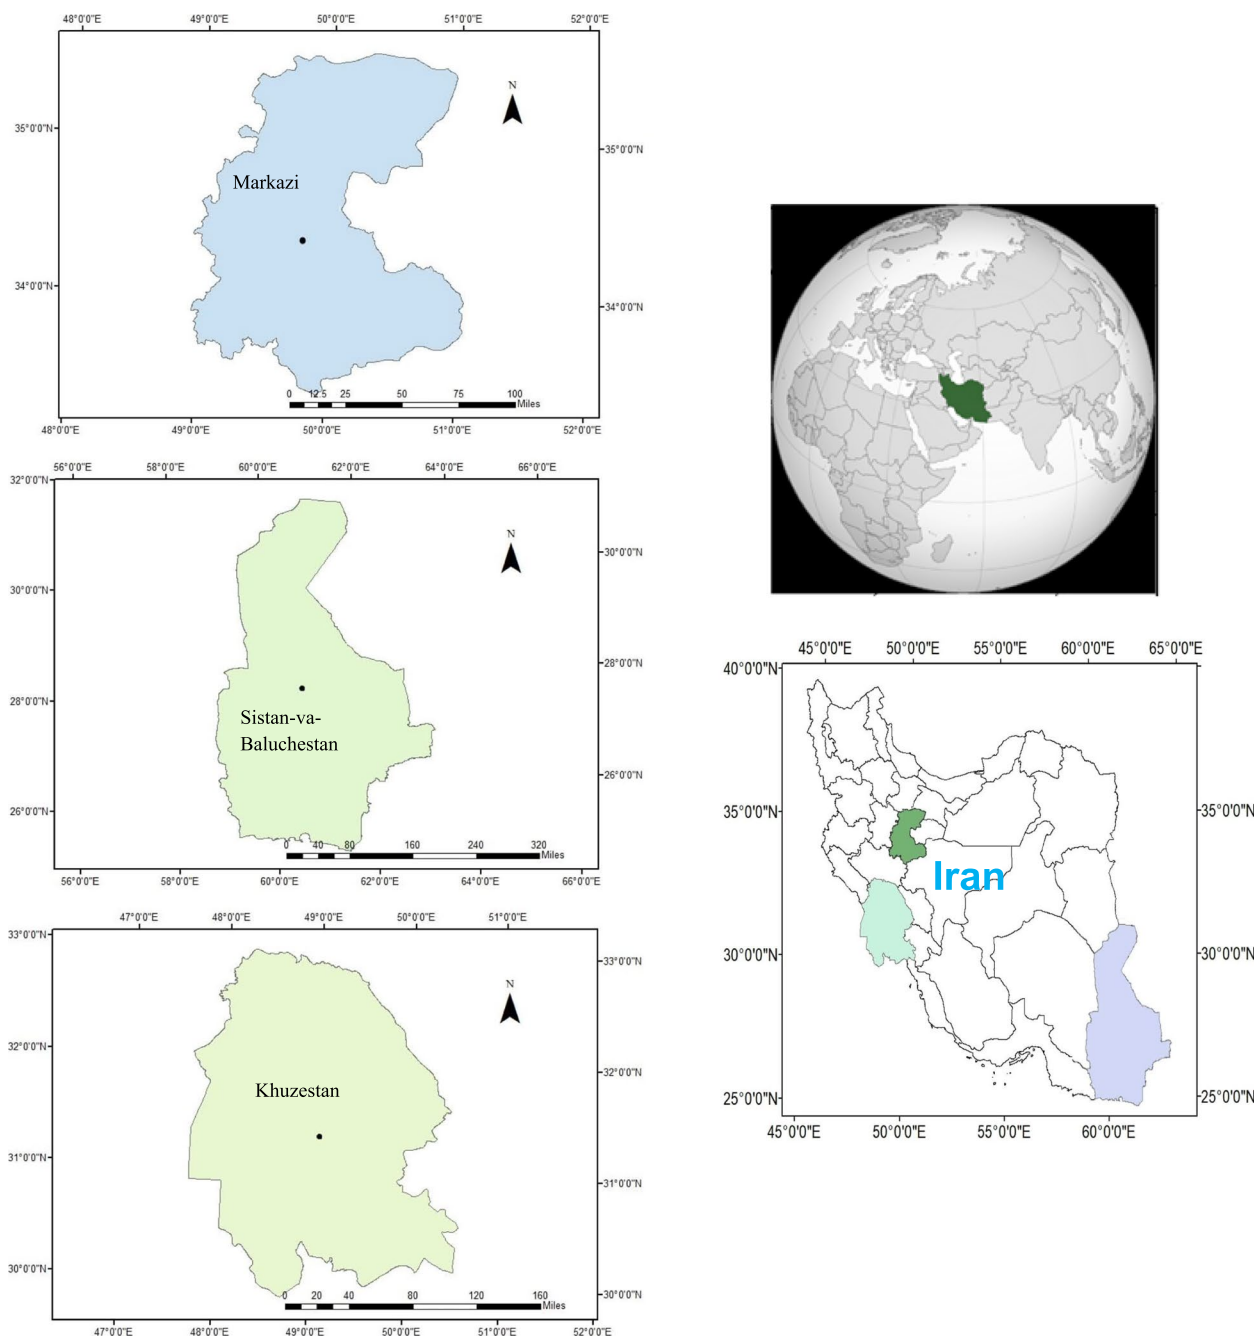 48°0'0"E 49°0'0"E 50°0'0"E 51°0'0"E 52°0'0"E
N
35°0'0"N
35°0'0"N
Markazi
34°0'0"N
34°0'0"N
0 12.5 25 50 75 100
Miles
48°0'0"E 49°0'0"E 50°0'0"E 51°0'0"E 52°0'0"E
56°0'0"E 58°0'0"E 60°0'0"E 62°0'0"E 64°0'0"E 66°0'0"E
32°0'0"N
N
30°0'0"N
30°0'0"N
28°0'0"N
28°0'0"N
Sistan-va-
Baluchestan
26°0'0"N
26°0'0"N
0 40 80 160 240 320
Miles
56°0'0"E 58°0'0"E 60°0'0"E 62°0'0"E 64°0'0"E 66°0'0"E
47°0'0"E 48°0'0"E 49°0'0"E 50°0'0"E 51°0'0"E
33°0'0"N
33°0'0"N
N
32°0'0"N
32°0'0"N
Khuzestan
31°0'0"N
31°0'0"N
30°0'0"N
30°0'0"N
0 20 40 80 120 160
Miles
47°0'0"E 48°0'0"E 49°0'0"E 50°0'0"E 51°0'0"E 52°0'0"E
45°0'0"E 50°0'0"E 55°0'0"E 60°0'0"E 65°0'0"E
40°0'0"N
35°0'0"N
35°0'0"N
Iran
30°0'0"N
30°0'0"N
25°0'0"N
25°0'0"N
45°0'0"E 50°0'0"E 55°0'0"E 60°0'0"E